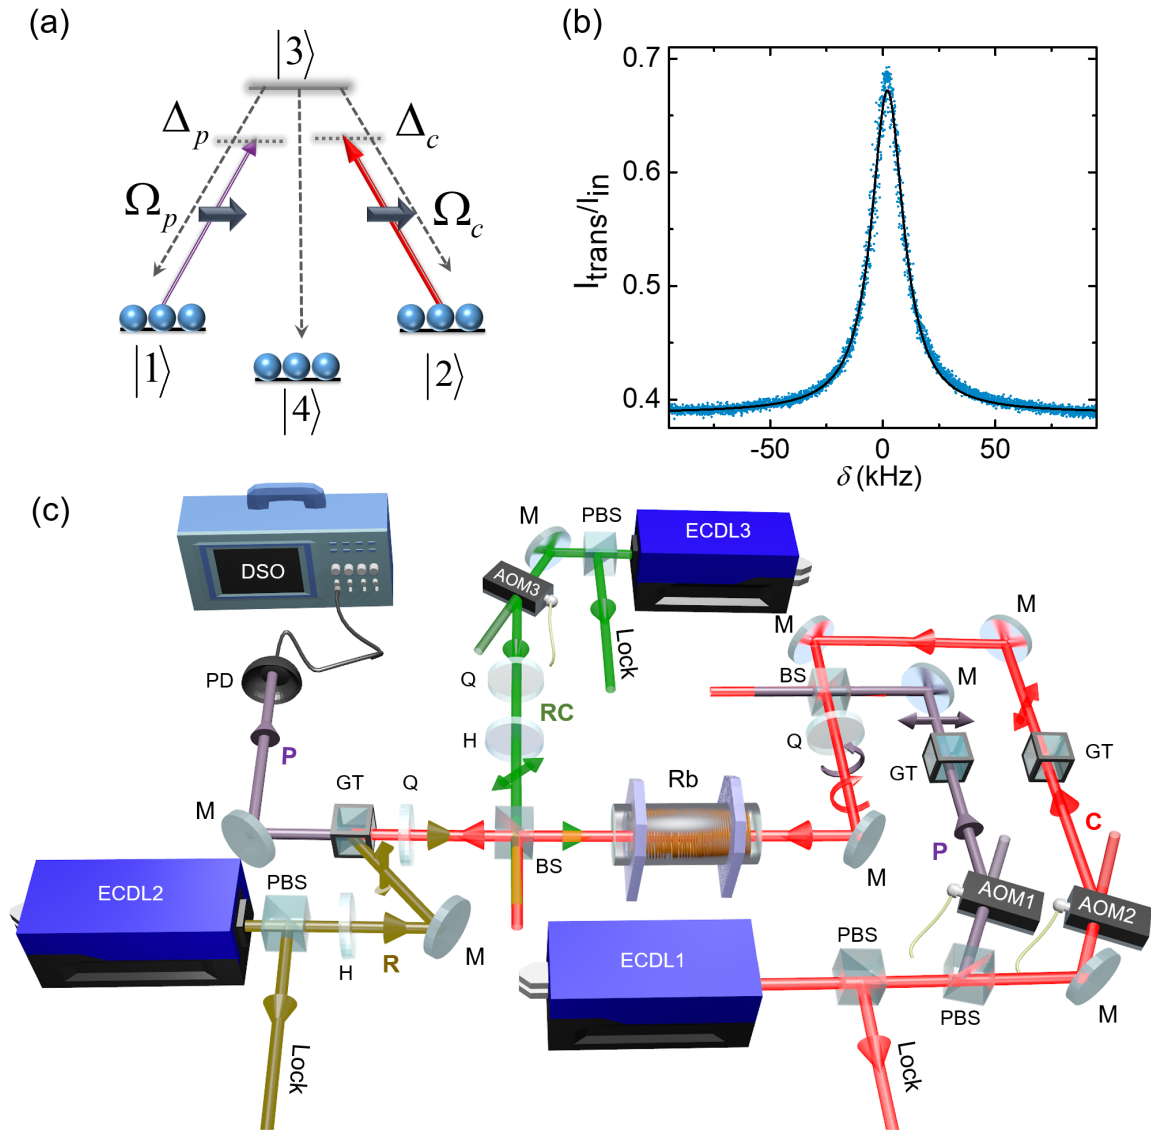 (a)
|3⟩
Δp
Δc
Ωp
Ωc
|1⟩
|2⟩
|4⟩
(b)
Itrans/Iin
0.7
0.6
0.5
0.4
-50
0
50
δ (kHz)
(c)
DSO
PD
P
M
GT
Q
M
PBS
ECDL3
AOM3
Lock
Q
RC
H
BS
Rb
M
M
BS
M
Q
GT
GT
C
P
M
AOM1
AOM2
ECDL2
PBS
H
R
M
Lock
ECDL1
PBS
PBS
M
Lock